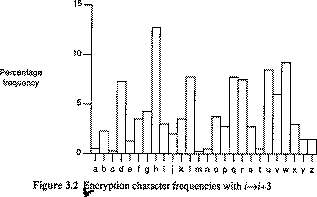 15
Percentage
frequency
10
5
0
a b c d e f g h i j k l m n o p q r s t u v w x y z
Figure 3.2 Encryption character frequencies with i→i+3